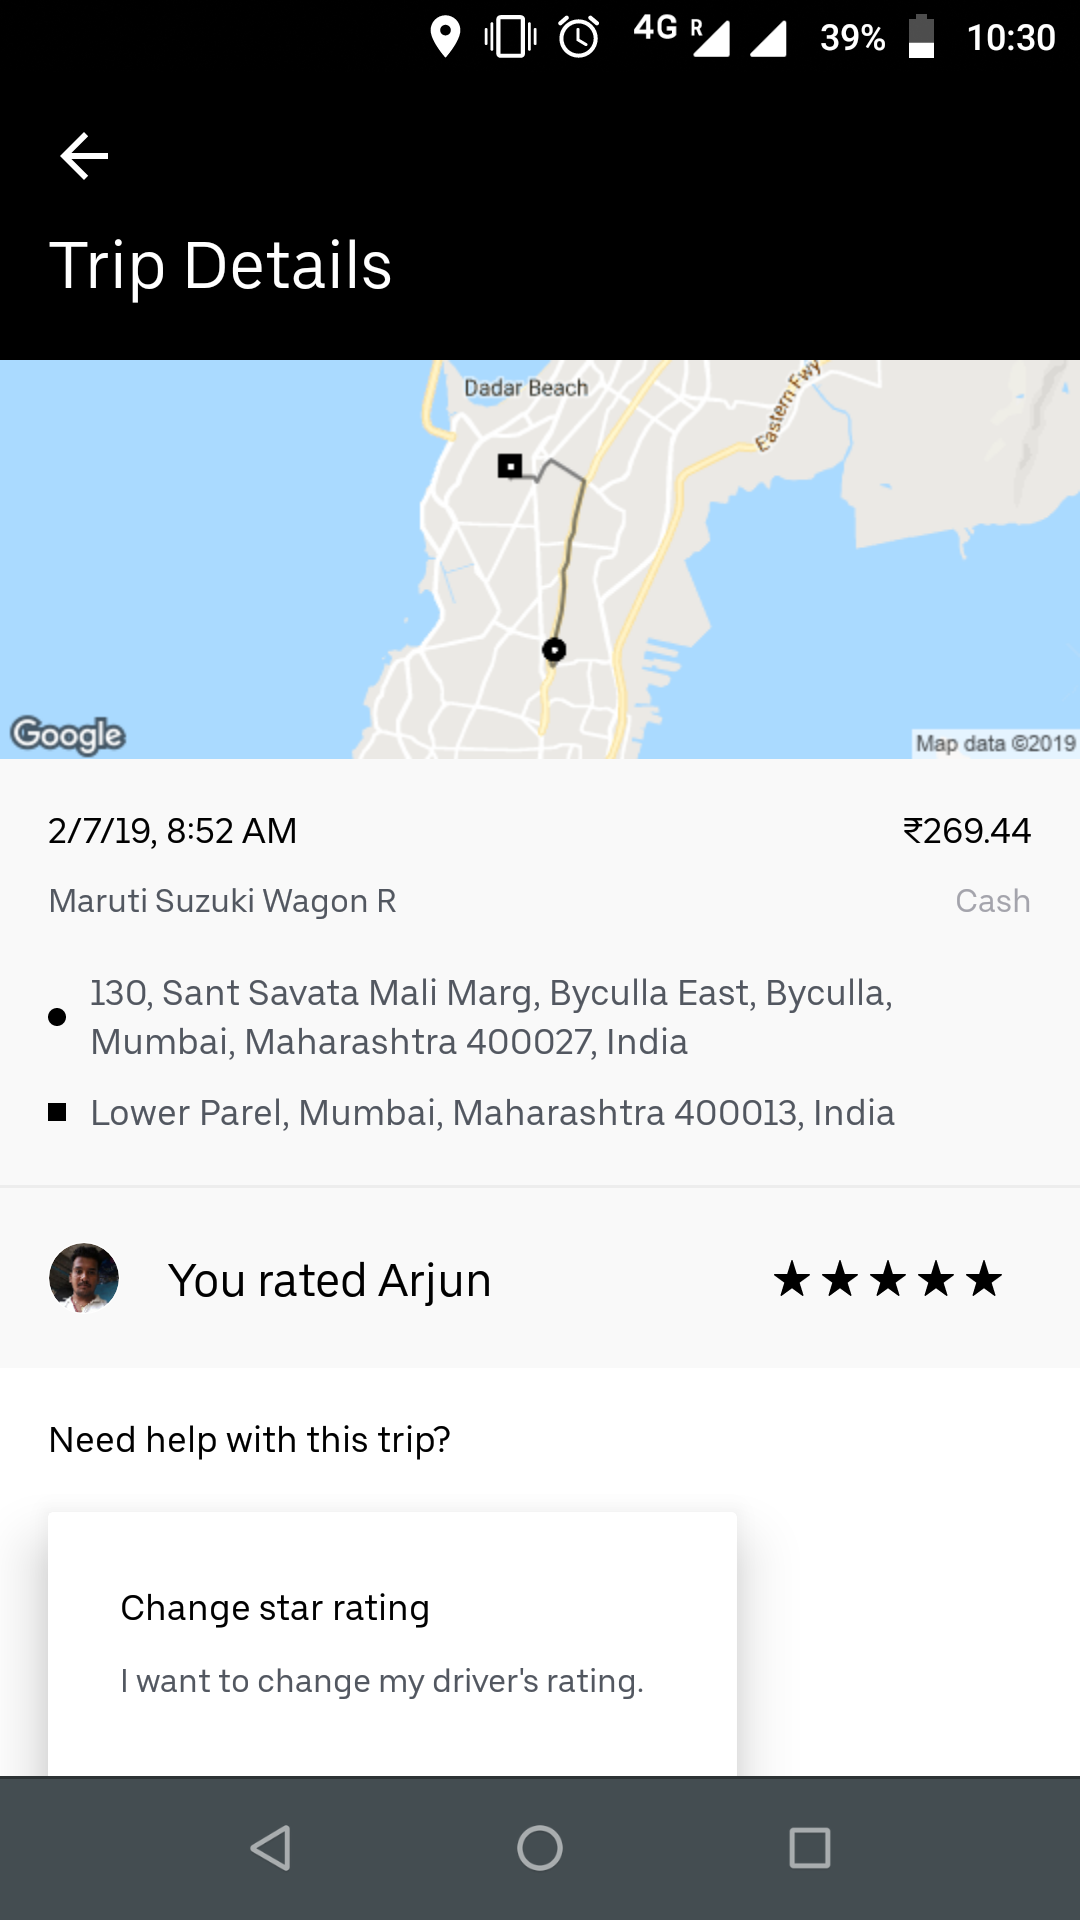 4G R 39% 10:30
Trip Details
Dadar Beach
Eastern Fwy
Google
Map data ©2019
2/7/19, 8:52 AM ₹269.44
Maruti Suzuki Wagon R Cash
130, Sant Savata Mali Marg, Byculla East, Byculla,
Mumbai, Maharashtra 400027, India
Lower Parel, Mumbai, Maharashtra 400013, India
You rated Arjun
Need help with this trip?
Change star rating
I want to change my driver's rating.